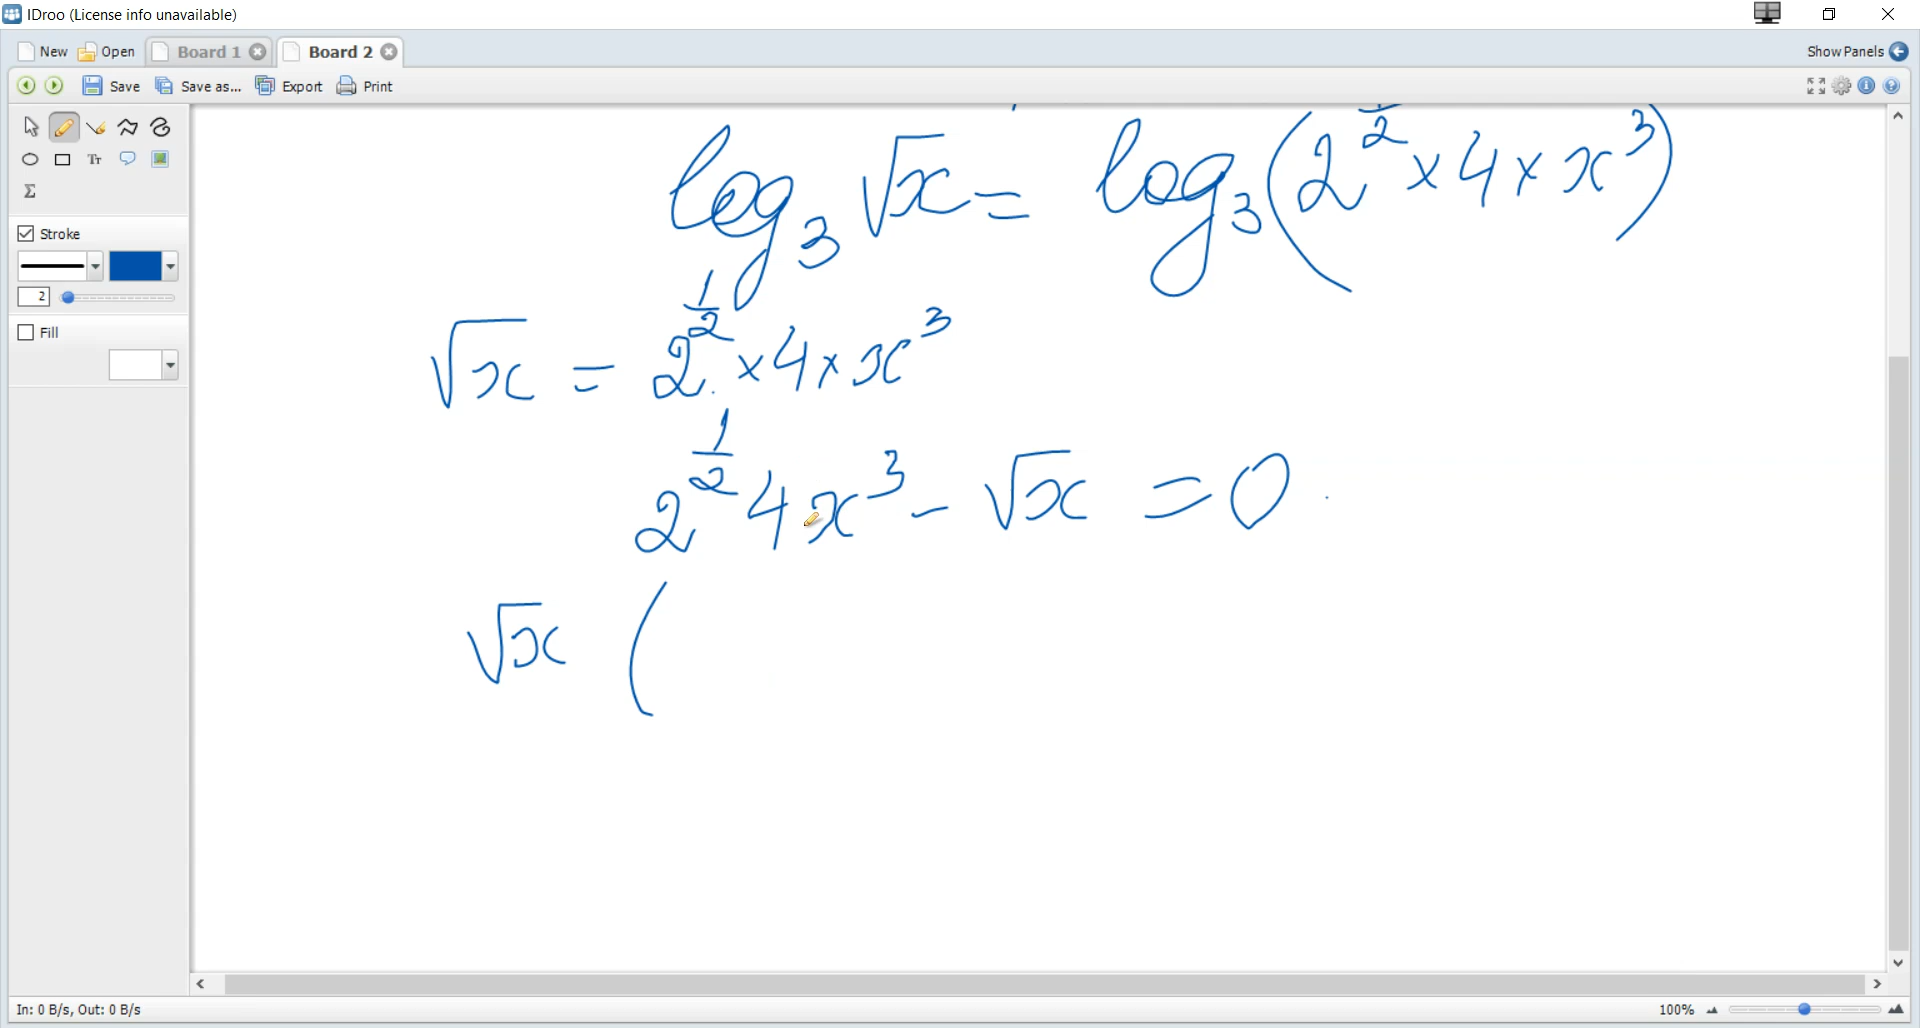 IDroo (License info unavailable)
New Open Board 1 Board 2 Show Panels
Save Save as... Export Print
Tт
Σ
Stroke
2
Fill
log₃ √x = log₃(2^(1/2) × 4 × x³)
√x = 2^(1/2) × 4 × x³
2^(1/2) 4x³ - √x = 0
√x (
In: 0 B/s, Out: 0 B/s 100%